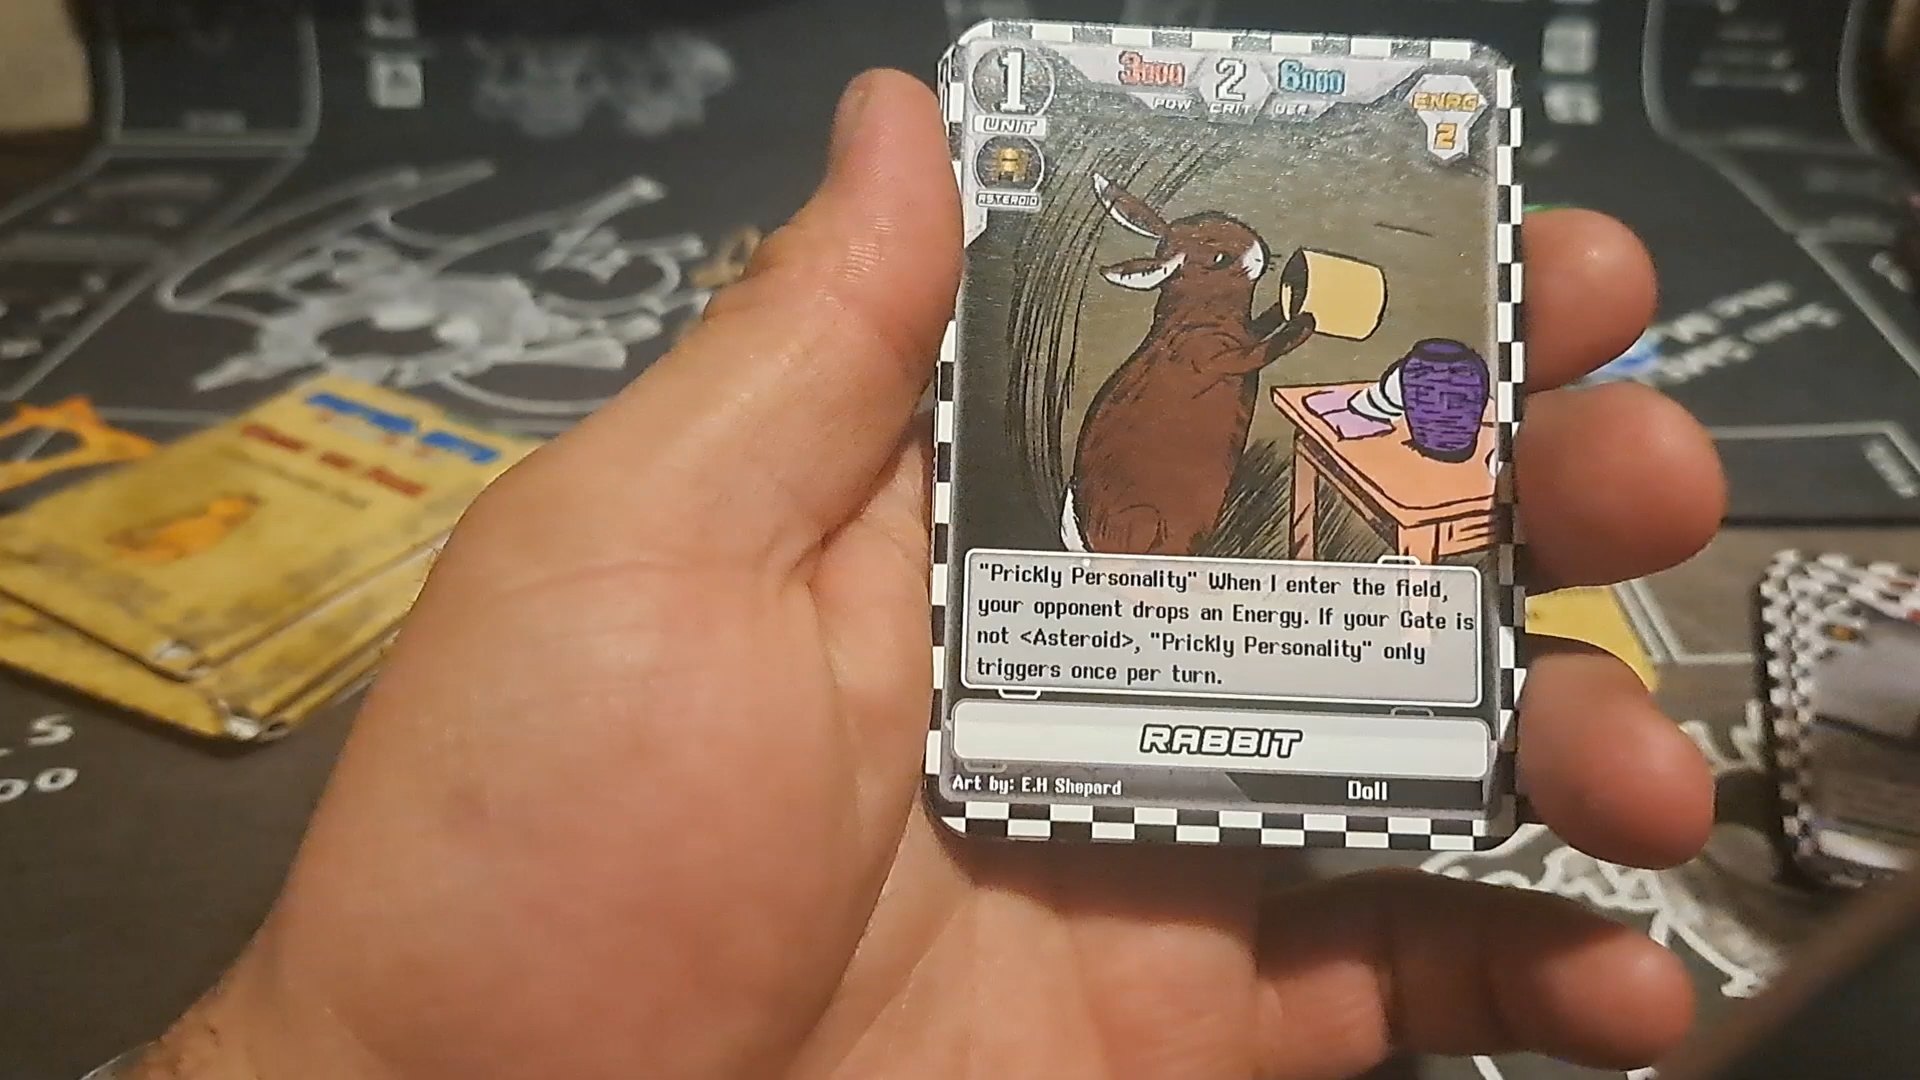 1
3000 2 6000
POW CRIT DEF
ENRG
2
UNIT
ASTEROID
"Prickly Personality" When I enter the field,
your opponent drops an Energy. If your Gate is
not <Asteroid>, "Prickly Personality" only
triggers once per turn.
RABBIT
Art by: E.H Shepard
Doll